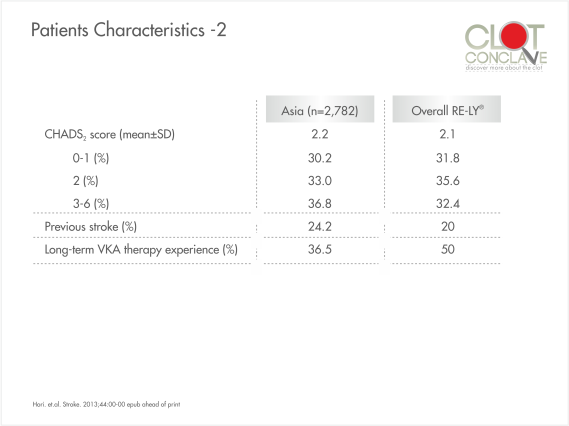 Patients Characteristics -2
CLOT
CONCLAVE
discover more about the clot
Asia (n=2,782) Overall RE-LY®
CHADS₂ score (mean±SD) 2.2 2.1
0-1 (%) 30.2 31.8
2 (%) 33.0 35.6
3-6 (%) 36.8 32.4
Previous stroke (%) 24.2 20
Long-term VKA therapy experience (%) 36.5 50
Hori. et.al. Stroke. 2013;44:00-00 epub ahead of print